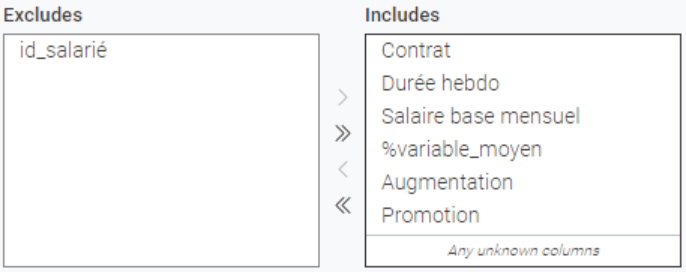 Excludes
id_salarié
Includes
Contrat
Durée hebdo
Salaire base mensuel
%variable_moyen
Augmentation
Promotion
Any unknown columns